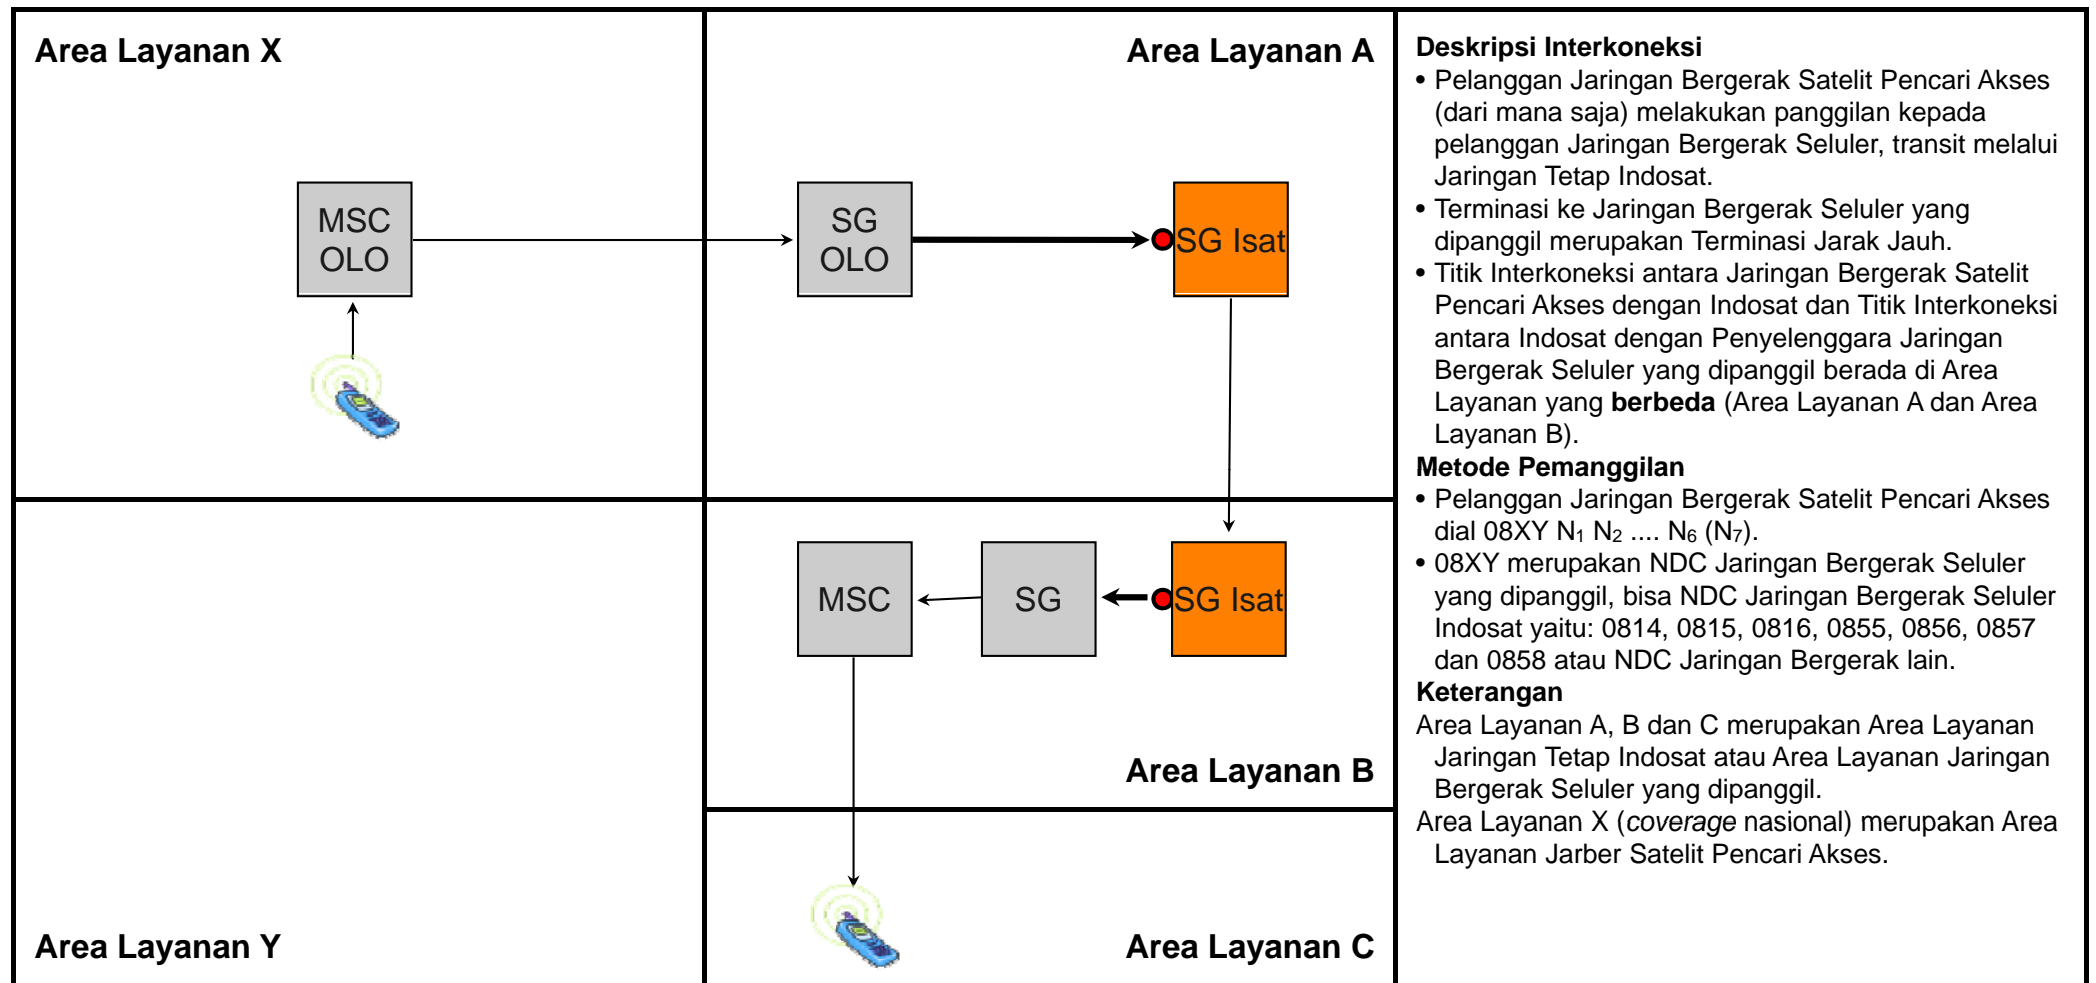 Area Layanan X
Area Layanan A
MSC
OLO
SG
OLO
SG Isat
MSC
SG
SG Isat
Area Layanan B
Area Layanan Y
Area Layanan C
Deskripsi Interkoneksi
• Pelanggan Jaringan Bergerak Satelit Pencari Akses
(dari mana saja) melakukan panggilan kepada
pelanggan Jaringan Bergerak Seluler, transit melalui
Jaringan Tetap Indosat.
• Terminasi ke Jaringan Bergerak Seluler yang
dipanggil merupakan Terminasi Jarak Jauh.
• Titik Interkoneksi antara Jaringan Bergerak Satelit
Pencari Akses dengan Indosat dan Titik Interkoneksi
antara Indosat dengan Penyelenggara Jaringan
Bergerak Seluler yang dipanggil berada di Area
Layanan yang berbeda (Area Layanan A dan Area
Layanan B).
Metode Pemanggilan
• Pelanggan Jaringan Bergerak Satelit Pencari Akses
dial 08XY N₁ N₂ .... N₆ (N₇).
• 08XY merupakan NDC Jaringan Bergerak Seluler
yang dipanggil, bisa NDC Jaringan Bergerak Seluler
Indosat yaitu: 0814, 0815, 0816, 0855, 0856, 0857
dan 0858 atau NDC Jaringan Bergerak lain.
Keterangan
Area Layanan A, B dan C merupakan Area Layanan
Jaringan Tetap Indosat atau Area Layanan Jaringan
Bergerak Seluler yang dipanggil.
Area Layanan X (coverage nasional) merupakan Area
Layanan Jarber Satelit Pencari Akses.